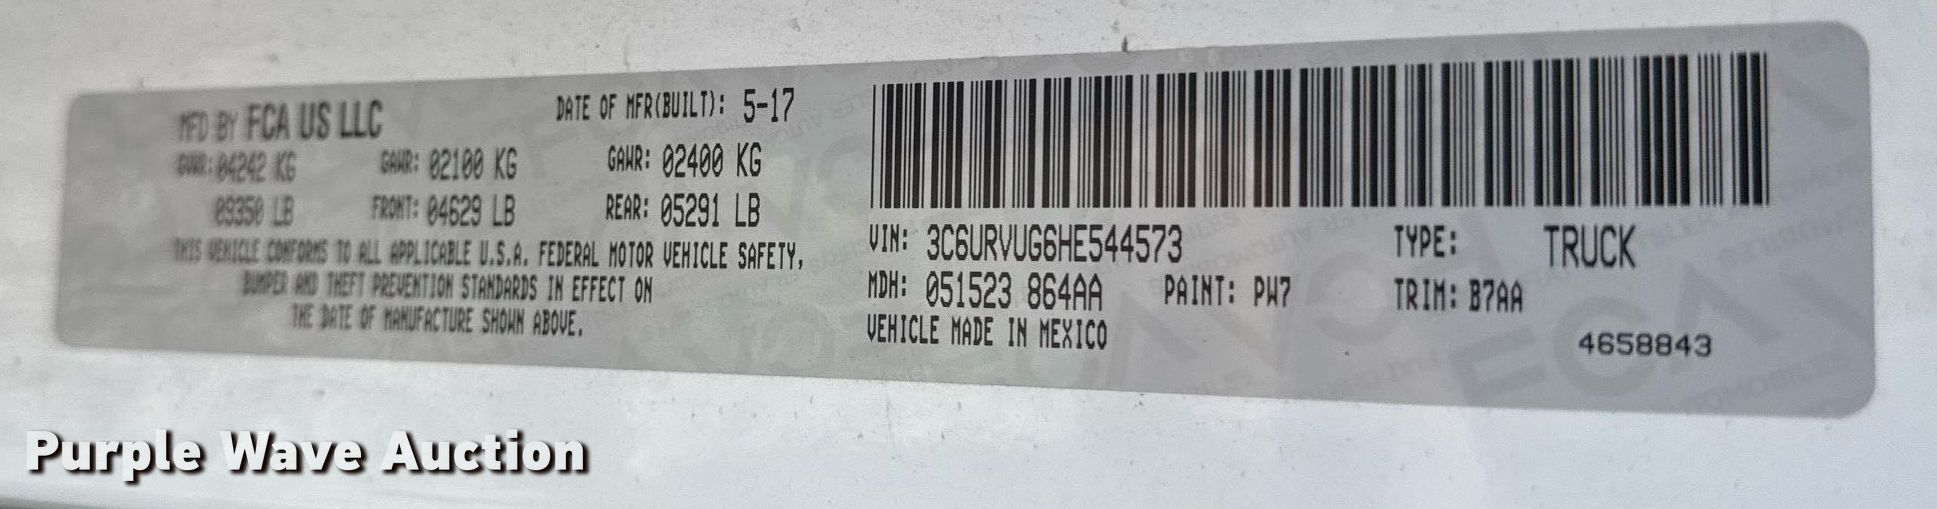 MFD BY FCA US LLC DATE OF MFR(BUILT): 5-17
GVWR: 04242 KG GAWR: 02100 KG GAWR: 02400 KG
09350 LB FRONT: 04629 LB REAR: 05291 LB
THIS VEHICLE CONFORMS TO ALL APPLICABLE U.S.A. FEDERAL MOTOR VEHICLE SAFETY,
BUMPER AND THEFT PREVENTION STANDARDS IN EFFECT ON
THE DATE OF MANUFACTURE SHOWN ABOVE.
VIN: 3C6URVUG6HE544573 TYPE: TRUCK
MDH: 051523 864AA PAINT: PW7 TRIM: B7AA
VEHICLE MADE IN MEXICO 4658843
Purple Wave Auction